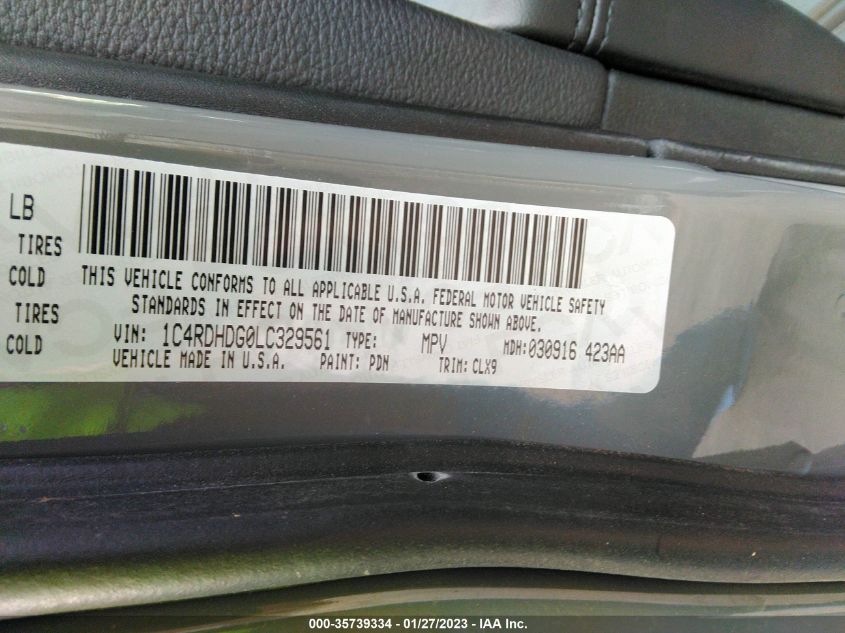 LB
TIRES
COLD
TIRES
COLD
THIS VEHICLE CONFORMS TO ALL APPLICABLE U.S.A. FEDERAL MOTOR VEHICLE SAFETY
STANDARDS IN EFFECT ON THE DATE OF MANUFACTURE SHOWN ABOVE.
VIN: 1C4RDHDG0LC329561 TYPE: MPV MDH:030916 423AA
VEHICLE MADE IN U.S.A. PAINT: PDN TRIM: CLX9
000-35739334 / 01/27/2023 - IAA Inc.